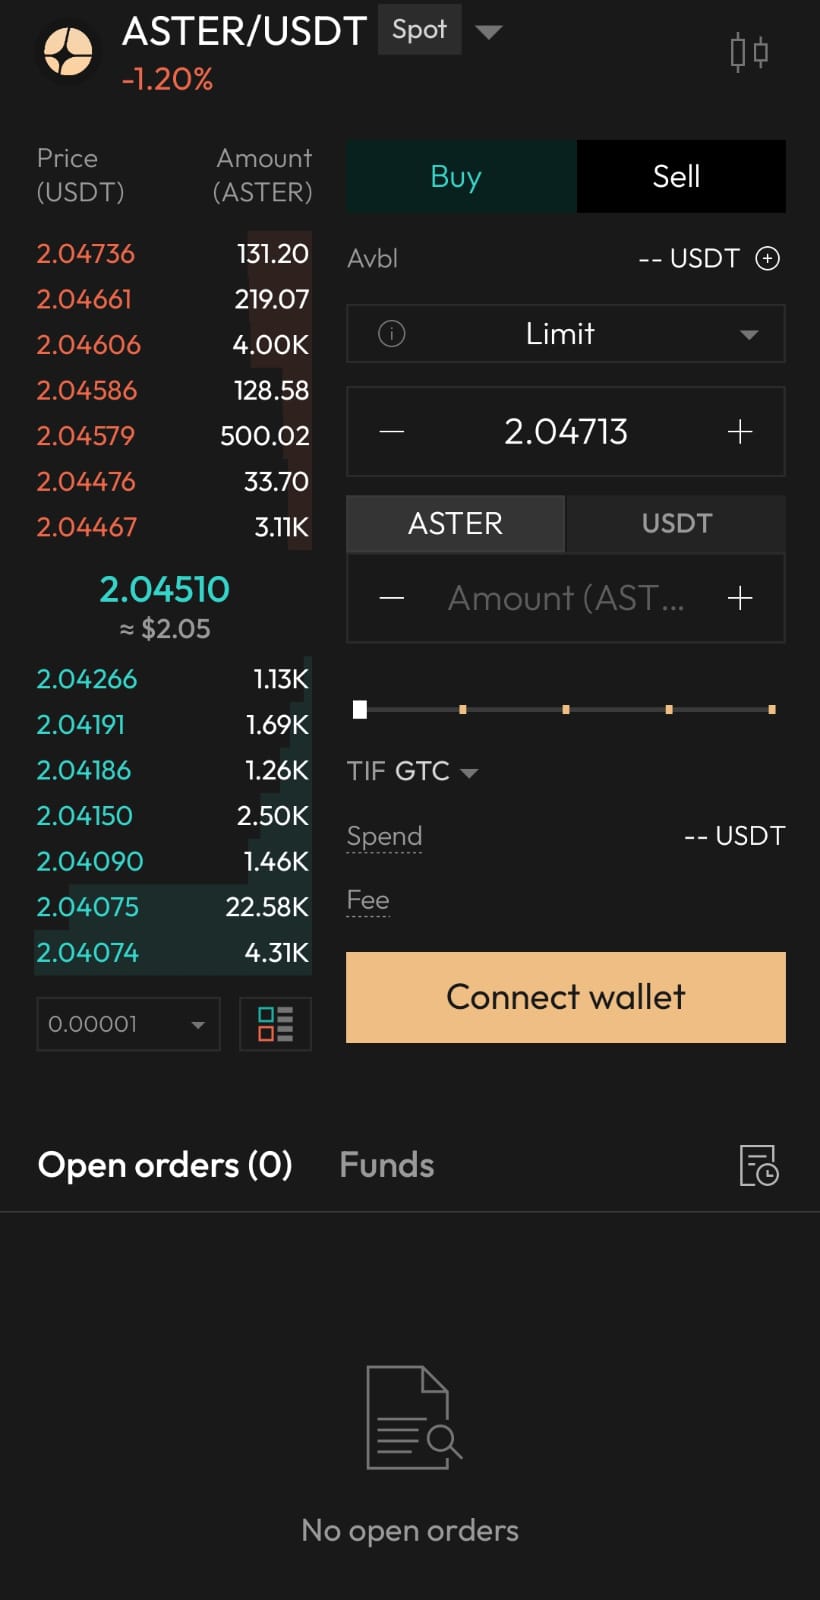 ASTER/USDT Spot
-1.20%
Price Amount
(USDT) (ASTER)
2.04736 131.20
2.04661 219.07
2.04606 4.00K
2.04586 128.58
2.04579 500.02
2.04476 33.70
2.04467 3.11K
2.04510
≈ $2.05
2.04266 1.13K
2.04191 1.69K
2.04186 1.26K
2.04150 2.50K
2.04090 1.46K
2.04075 22.58K
2.04074 4.31K
0.00001
Buy Sell
Avbl -- USDT
Limit
2.04713
ASTER USDT
Amount (AST...
TIF GTC
Spend -- USDT
Fee
Connect wallet
Open orders (0) Funds
No open orders